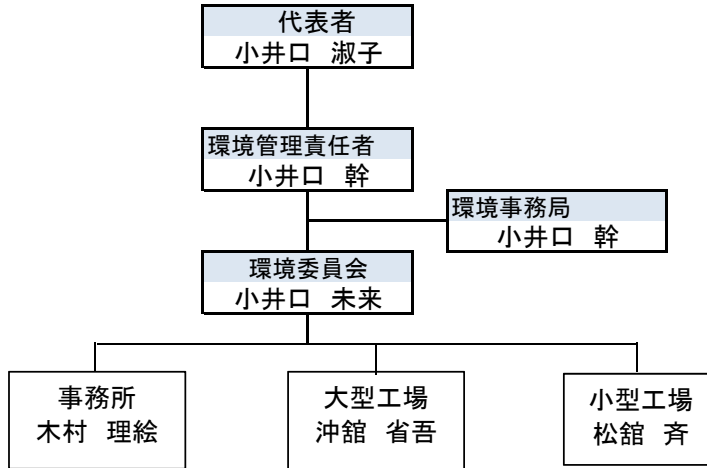 代表者
小井口 淑子
環境管理責任者
小井口 幹
環境事務局
小井口 幹
環境委員会
小井口 未来
事務所
木村 理絵
大型工場
沖舘 省吾
小型工場
松舘 斉